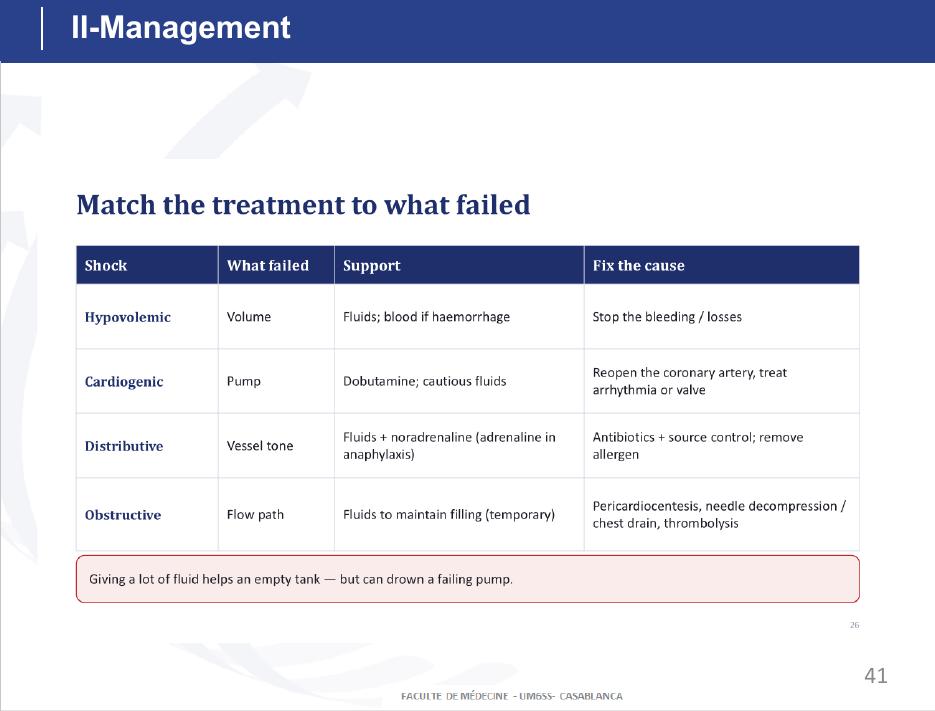 II-Management
Match the treatment to what failed
Shock What failed Support Fix the cause
Hypovolemic Volume Fluids; blood if haemorrhage Stop the bleeding / losses
Cardiogenic Pump Dobutamine; cautious fluids Reopen the coronary artery, treat
arrhythmia or valve
Distributive Vessel tone Fluids + noradrenaline (adrenaline in
anaphylaxis) Antibiotics + source control; remove
allergen
Obstructive Flow path Fluids to maintain filling (temporary) Pericardiocentesis, needle decompression /
chest drain, thrombolysis
Giving a lot of fluid helps an empty tank — but can drown a failing pump.
26
41
FACULTE DE MÉDECINE - UM6SS- CASABLANCA